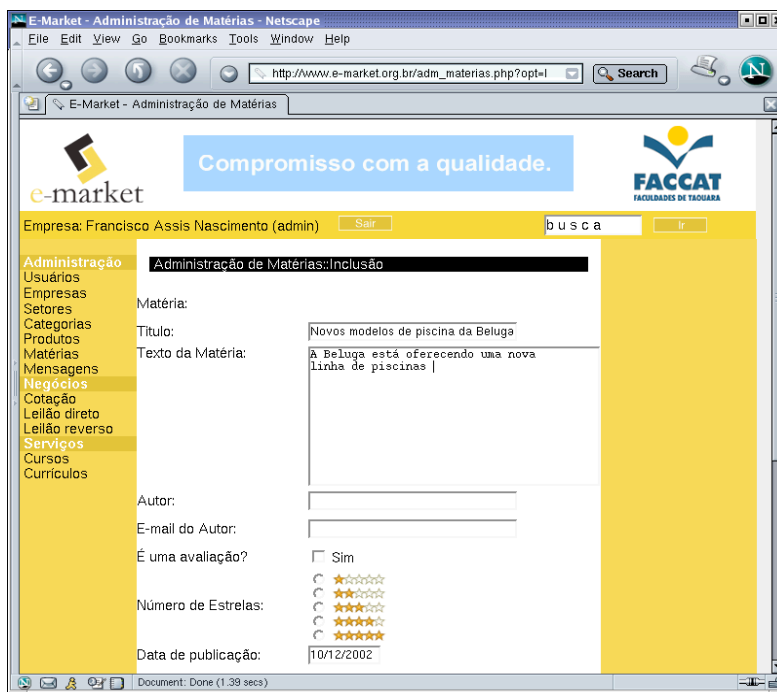 E-Market - Administração de Matérias - Netscape
File Edit View Go Bookmarks Tools Window Help
http://www.e-market.org.br/adm_materias.php?opt=I Search N
E-Market - Administração de Matérias
Compromisso com a qualidade.
e-market
FACCAT
FACULDADES DE TAQUARA
Empresa: Francisco Assis Nascimento (admin) Sair busca Ir
Administração
Usuários
Empresas
Setores
Categorias
Produtos
Matérias
Mensagens
Negócios
Cotação
Leilão direto
Leilão reverso
Serviços
Cursos
Currículos
Administração de Matérias::Inclusão
Matéria:
Titulo: Novos modelos de piscina da Beluga
Texto da Matéria: A Beluga está oferecendo uma nova
linha de piscinas
Autor:
E-mail do Autor:
É uma avaliação? Sim
Número de Estrelas:
Data de publicação: 10/12/2002
Document: Done (1.39 secs)